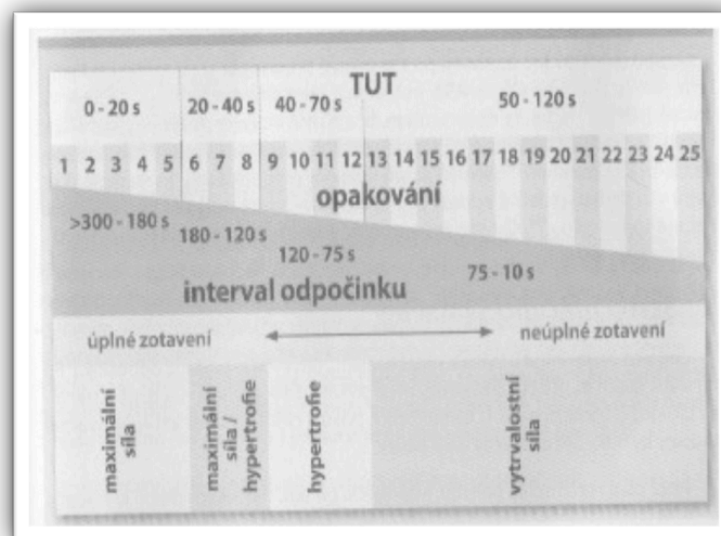 TUT
0 - 20 s 20 - 40 s 40 - 70 s 50 - 120 s
1 2 3 4 5 6 7 8 9 10 11 12 13 14 15 16 17 18 19 20 21 22 23 24 25
opakování
>300 - 180 s
180 - 120 s
120 - 75 s
75 - 10 s
interval odpočinku
úplné zotavení neúplné zotavení
maximální
síla
maximální
síla /
hypertrofie
hypertrofie
vytrvalostní
síla